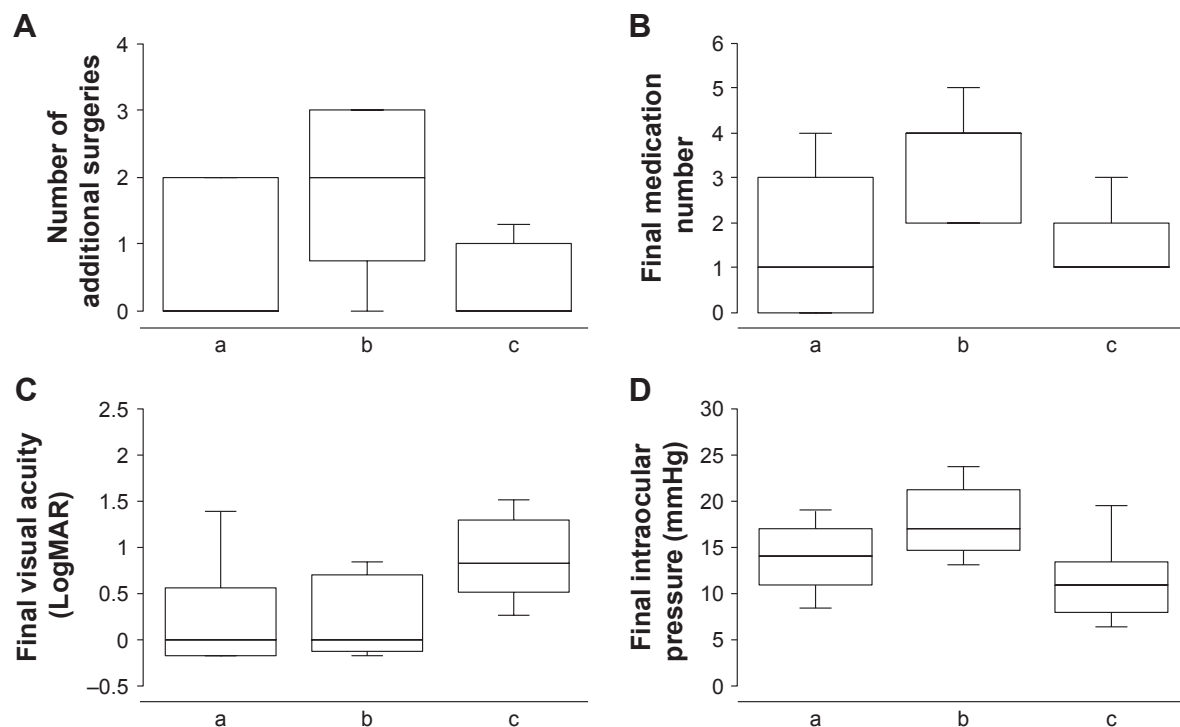 A
Number of
additional surgeries
4
3
2
1
0
a b c
B
Final medication
number
6
5
4
3
2
1
0
a b c
C
Final visual acuity
(LogMAR)
2.5
2
1.5
1
0.5
0
–0.5
a b c
D
Final intraocular
pressure (mmHg)
30
25
20
15
10
5
0
a b c